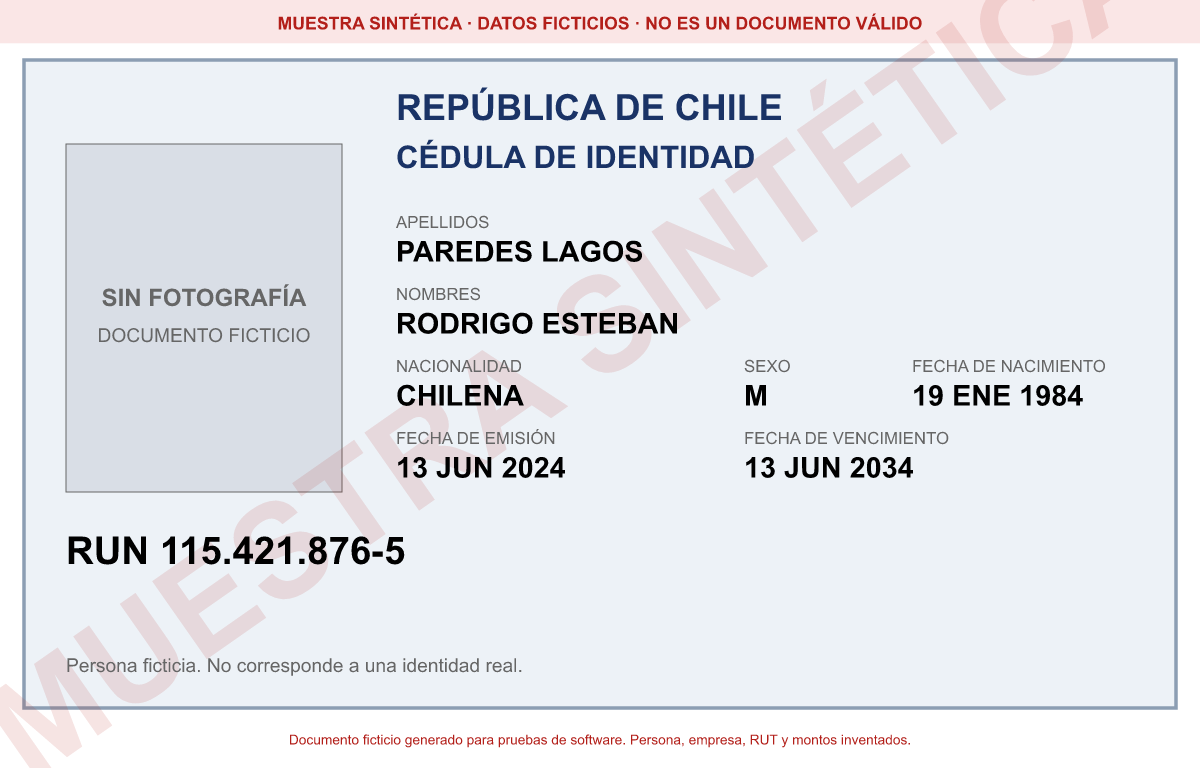 MUESTRA SINTÉTICA · DATOS FICTICIOS · NO ES UN DOCUMENTO VÁLIDO
REPÚBLICA DE CHILE
CÉDULA DE IDENTIDAD
SIN FOTOGRAFÍA
DOCUMENTO FICTICIO
APELLIDOS
PAREDES LAGOS
NOMBRES
RODRIGO ESTEBAN
NACIONALIDAD SEXO FECHA DE NACIMIENTO
CHILENA M 19 ENE 1984
FECHA DE EMISIÓN FECHA DE VENCIMIENTO
13 JUN 2024 13 JUN 2034
RUN 115.421.876-5
Persona ficticia. No corresponde a una identidad real.
MUESTRA SINTÉTICA
Documento ficticio generado para pruebas de software. Persona, empresa, RUT y montos inventados.